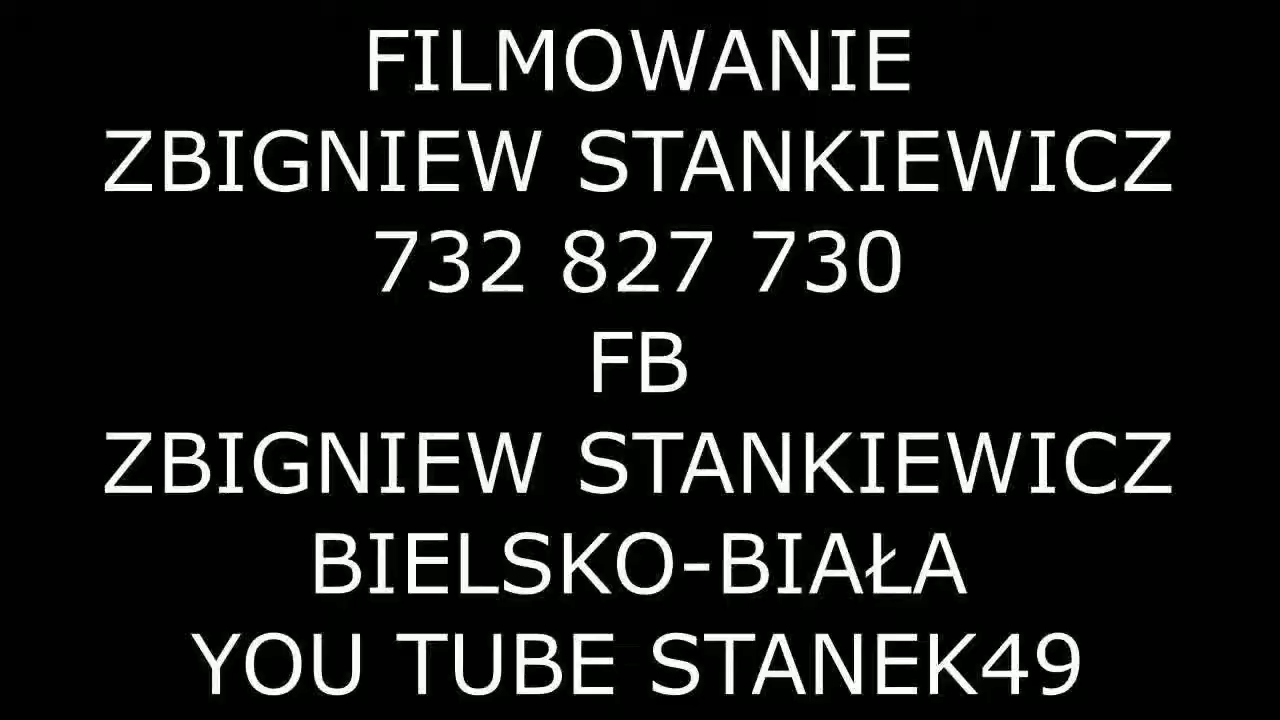 FILMOWANIE
ZBIGNIEW STANKIEWICZ
732 827 730
FB
ZBIGNIEW STANKIEWICZ
BIELSKO-BIAŁA
YOU TUBE STANEK49